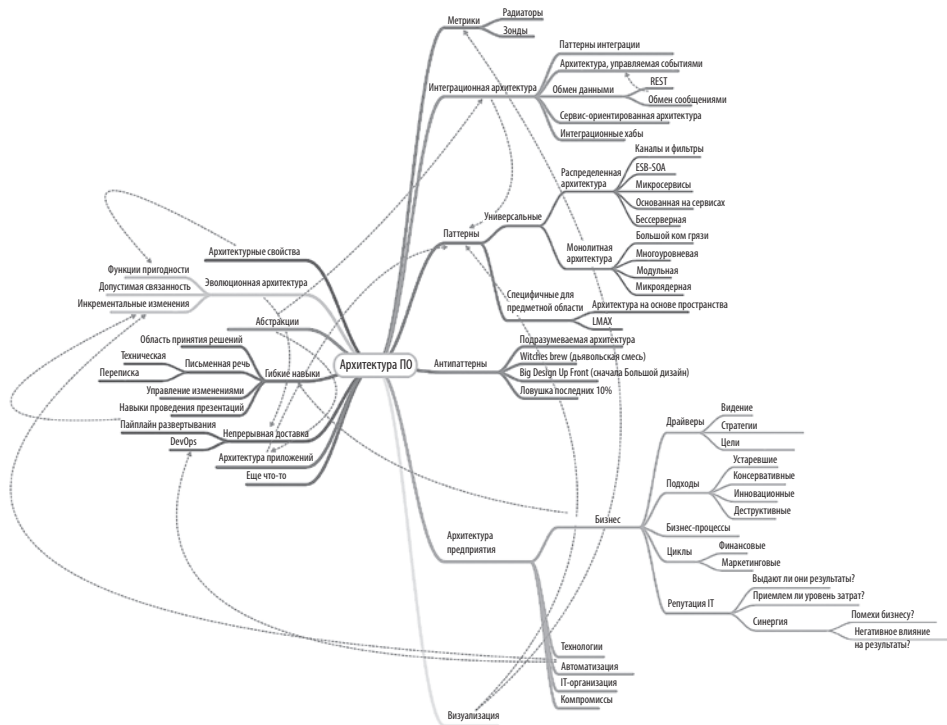 Метрики
Радиаторы
Зонды
Интеграционная архитектура
Паттерны интеграции
Архитектура, управляемая событиями
Обмен данными
REST
Обмен сообщениями
Сервис-ориентированная архитектура
Интеграционные хабы
Паттерны
Универсальные
Распределенная
архитектура
Каналы и фильтры
ESB-SOA
Микросервисы
Основанная на сервисах
Бессерверная
Монолитная
архитектура
Большой ком грязи
Многоуровневая
Модульная
Микроядерная
Специфичные для
предметной области
Архитектура на основе пространства
LMAX
Антипаттерны
Подразумеваемая архитектура
Witches brew (дьявольская смесь)
Big Design Up Front (сначала Большой дизайн)
Ловушка последних 10%
Архитектура ПО
Архитектурные свойства
Эволюционная архитектура
Функции пригодности
Допустимая связанность
Инкрементальные изменения
Абстракции
Гибкие навыки
Область принятия решений
Письменная речь
Техническая
Переписка
Управление изменениями
Навыки проведения презентаций
Непрерывная доставка
Пайплайн развертывания
DevOps
Архитектура приложений
Еще что-то
Архитектура
предприятия
Бизнес
Драйверы
Видение
Стратегии
Цели
Подходы
Устаревшие
Консервативные
Инновационные
Деструктивные
Бизнес-процессы
Циклы
Финансовые
Маркетинговые
Репутация IT
Выдают ли они результаты?
Приемлем ли уровень затрат?
Синергия
Помехи бизнесу?
Негативное влияние
на результаты?
Технологии
Автоматизация
IT-организация
Компромиссы
Визуализация